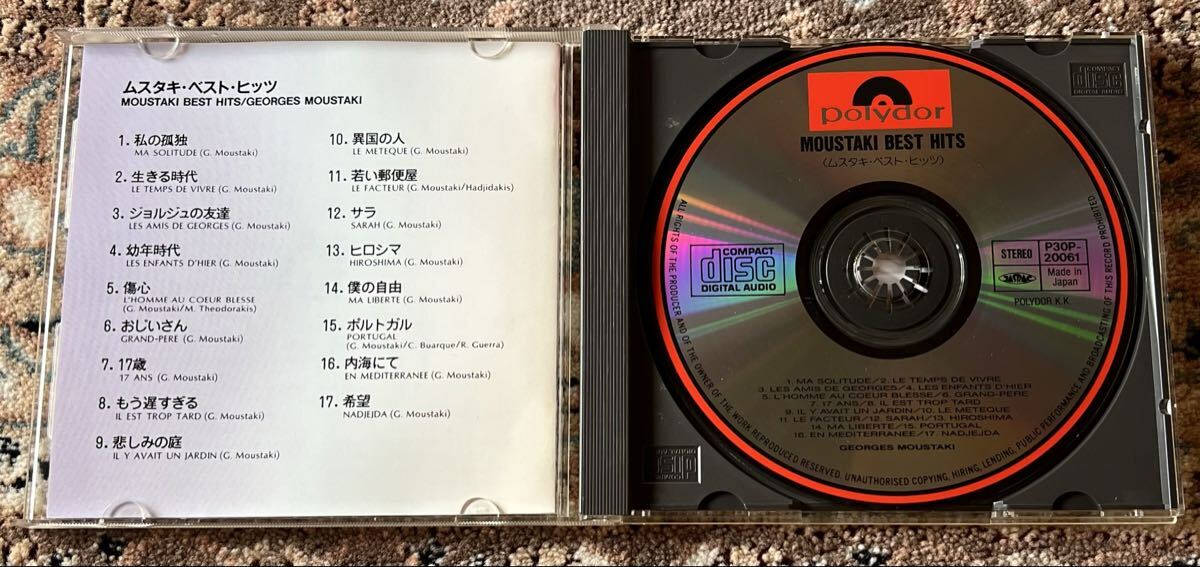 ムスタキ・ベスト・ヒッツ
MOUSTAKI BEST HITS/GEORGES MOUSTAKI
1. 私の孤独
MA SOLITUDE (G. Moustaki)
2. 生きる時代
LE TEMPS DE VIVRE (G. Moustaki)
3. ジョルジュの友達
LES AMIS DE GEORGES (G. Moustaki)
4. 幼年時代
LES ENFANTS D'HIER (G. Moustaki)
5. 傷心
L'HOMME AU COEUR BLESSE
(G. Moustaki/M. Theodorakis)
6. おじいさん
GRAND-PERE (G. Moustaki)
7. 17歳
17 ANS (G. Moustaki)
8. もう遅すぎる
IL EST TROP TARD (G. Moustaki)
9. 悲しみの庭
IL Y AVAIT UN JARDIN (G. Moustaki)
10. 異国の人
LE METEQUE (G. Moustaki)
11. 若い郵便屋
LE FACTEUR (G. Moustaki/Hadjidakis)
12. サラ
SARAH (G. Moustaki)
13. ヒロシマ
HIROSHIMA (G. Moustaki)
14. 僕の自由
MA LIBERTE (G. Moustaki)
15. ポルトガル
PORTUGAL
(G. Moustaki/C. Buarque/R. Guerra)
16. 内海にて
EN MEDITERRANEE (G. Moustaki)
17. 希望
NADJEJDA (G. Moustaki)
polydor
MOUSTAKI BEST HITS
(ムスタキ・ベスト・ヒッツ)
COMPACT
disc
DIGITAL AUDIO
STEREO
P30P-
20061
JASRAC
Made in
Japan
POLYDOR K.K.
1. MA SOLITUDE/2. LE TEMPS DE VIVRE
3. LES AMIS DE GEORGES/4. LES ENFANTS D'HIER
5. L'HOMME AU COEUR BLESSE/6. GRAND-PERE
7. 17 ANS/8. IL EST TROP TARD
9. IL Y AVAIT UN JARDIN/10. LE METEQUE
11. LE FACTEUR/12. SARAH/13. HIROSHIMA
14. MA LIBERTE/15. PORTUGAL
16. EN MEDITERRANEE/17. NADJEJDA
GEORGES MOUSTAKI
ALL RIGHTS OF THE PRODUCER AND OF THE OWNER OF THE WORK REPRODUCED RESERVED. UNAUTHORISED COPYING, HIRING, LENDING, PUBLIC PERFORMANCE AND BROADCASTING OF THIS RECORD PROHIBITED
COMPACT
disc
DIGITAL AUDIO
COMPACT
disc
DIGITAL AUDIO